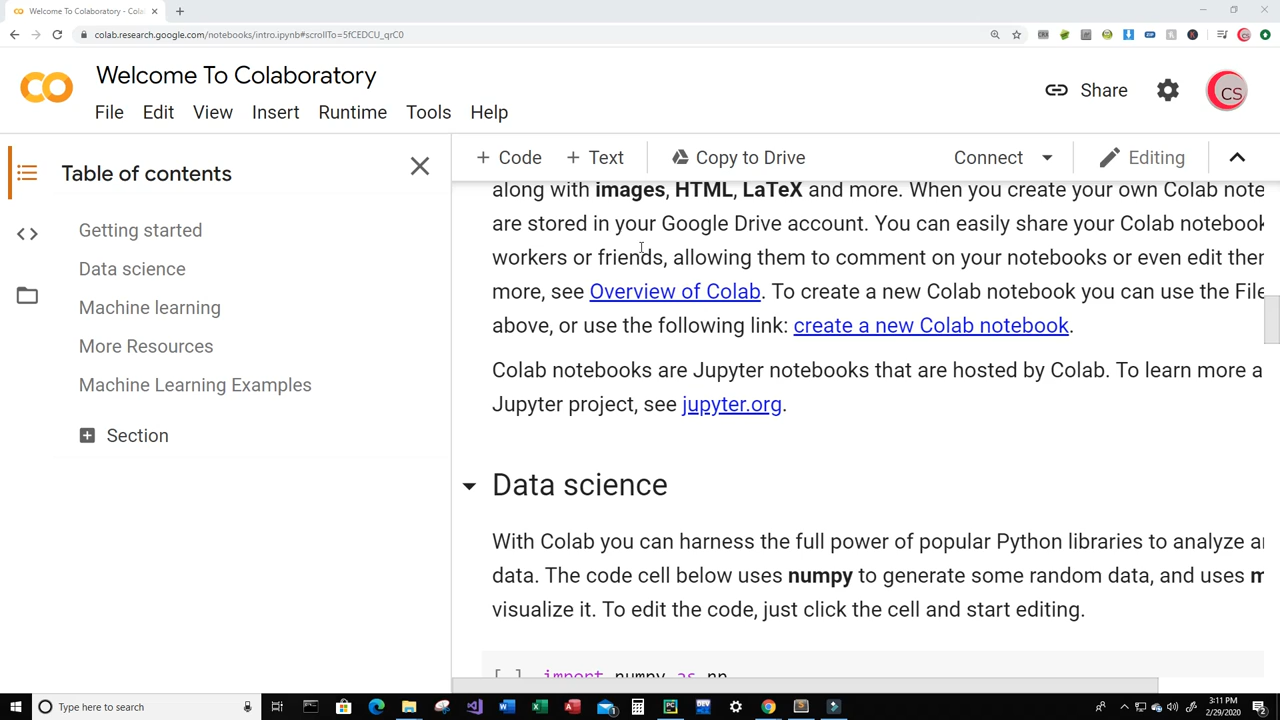 Welcome To Colaboratory - Cola
colab.research.google.com/notebooks/intro.ipynb#scrollTo=5fCEDCU_qrC0
Welcome To Colaboratory
File Edit View Insert Runtime Tools Help
Share
CS
+ Code + Text Copy to Drive Connect Editing
Table of contents
Getting started
Data science
Machine learning
More Resources
Machine Learning Examples
Section
along with images, HTML, LaTeX and more. When you create your own Colab note
are stored in your Google Drive account. You can easily share your Colab notebook
workers or friends, allowing them to comment on your notebooks or even edit ther
more, see Overview of Colab. To create a new Colab notebook you can use the File
above, or use the following link: create a new Colab notebook.
Colab notebooks are Jupyter notebooks that are hosted by Colab. To learn more a
Jupyter project, see jupyter.org.
Data science
With Colab you can harness the full power of popular Python libraries to analyze a
data. The code cell below uses numpy to generate some random data, and uses m
visualize it. To edit the code, just click the cell and start editing.
[ ] import numpy as np
Type here to search
3:11 PM
2/29/2020